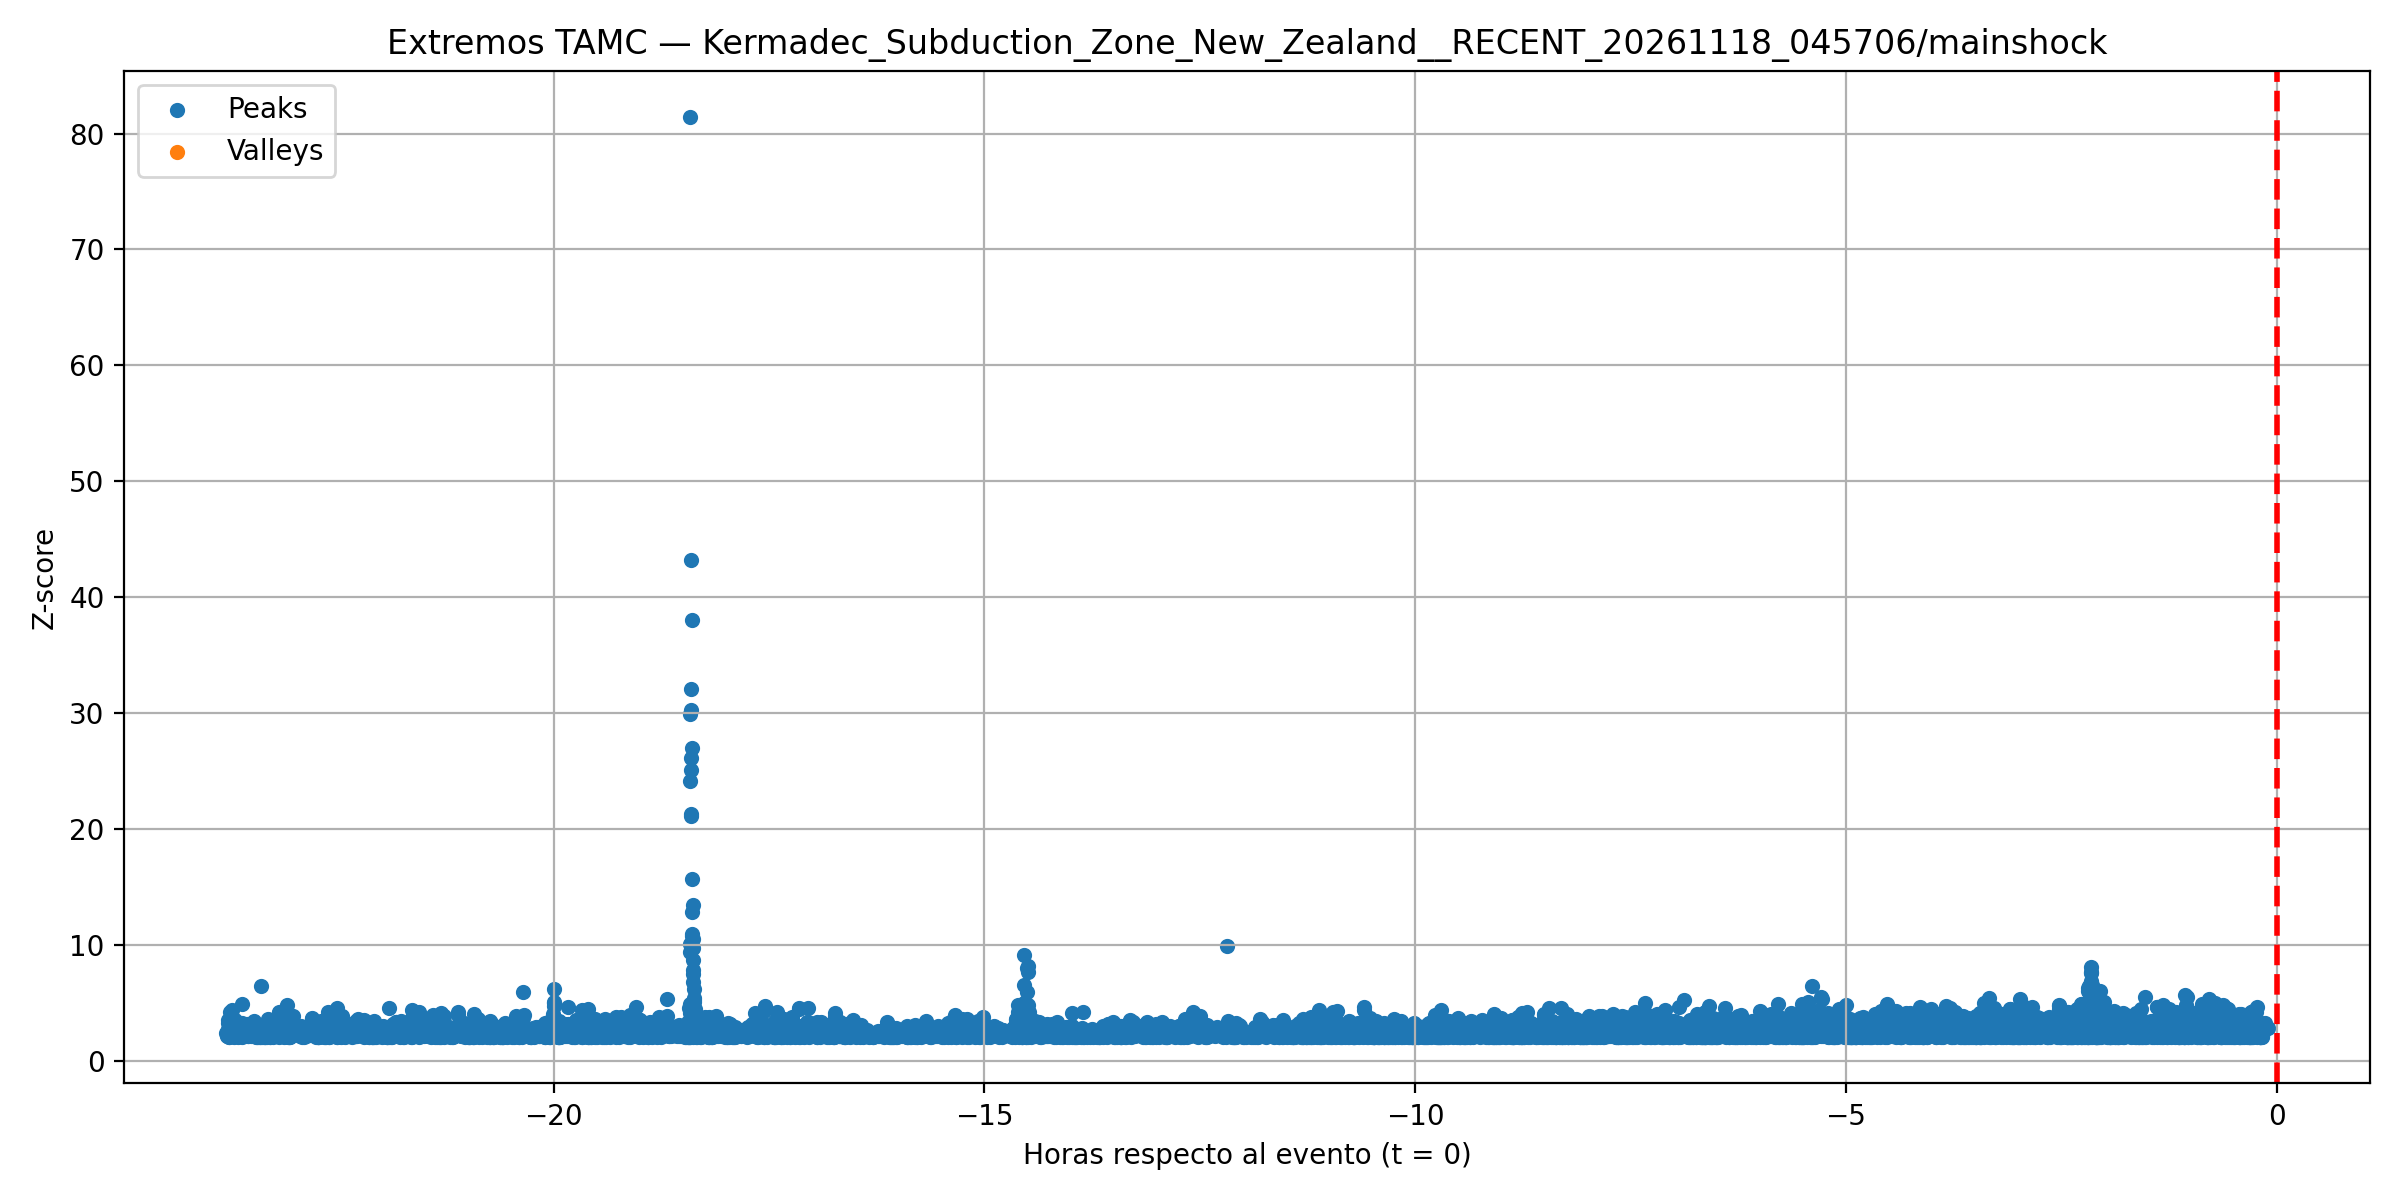 Extremos TAMC — Kermadec_Subduction_Zone_New_Zealand__RECENT_20261118_045706/mainshock
Peaks
Valleys
80
70
60
50
40
30
20
10
0
Z-score
−20
−15
−10
−5
0
Horas respecto al evento (t = 0)